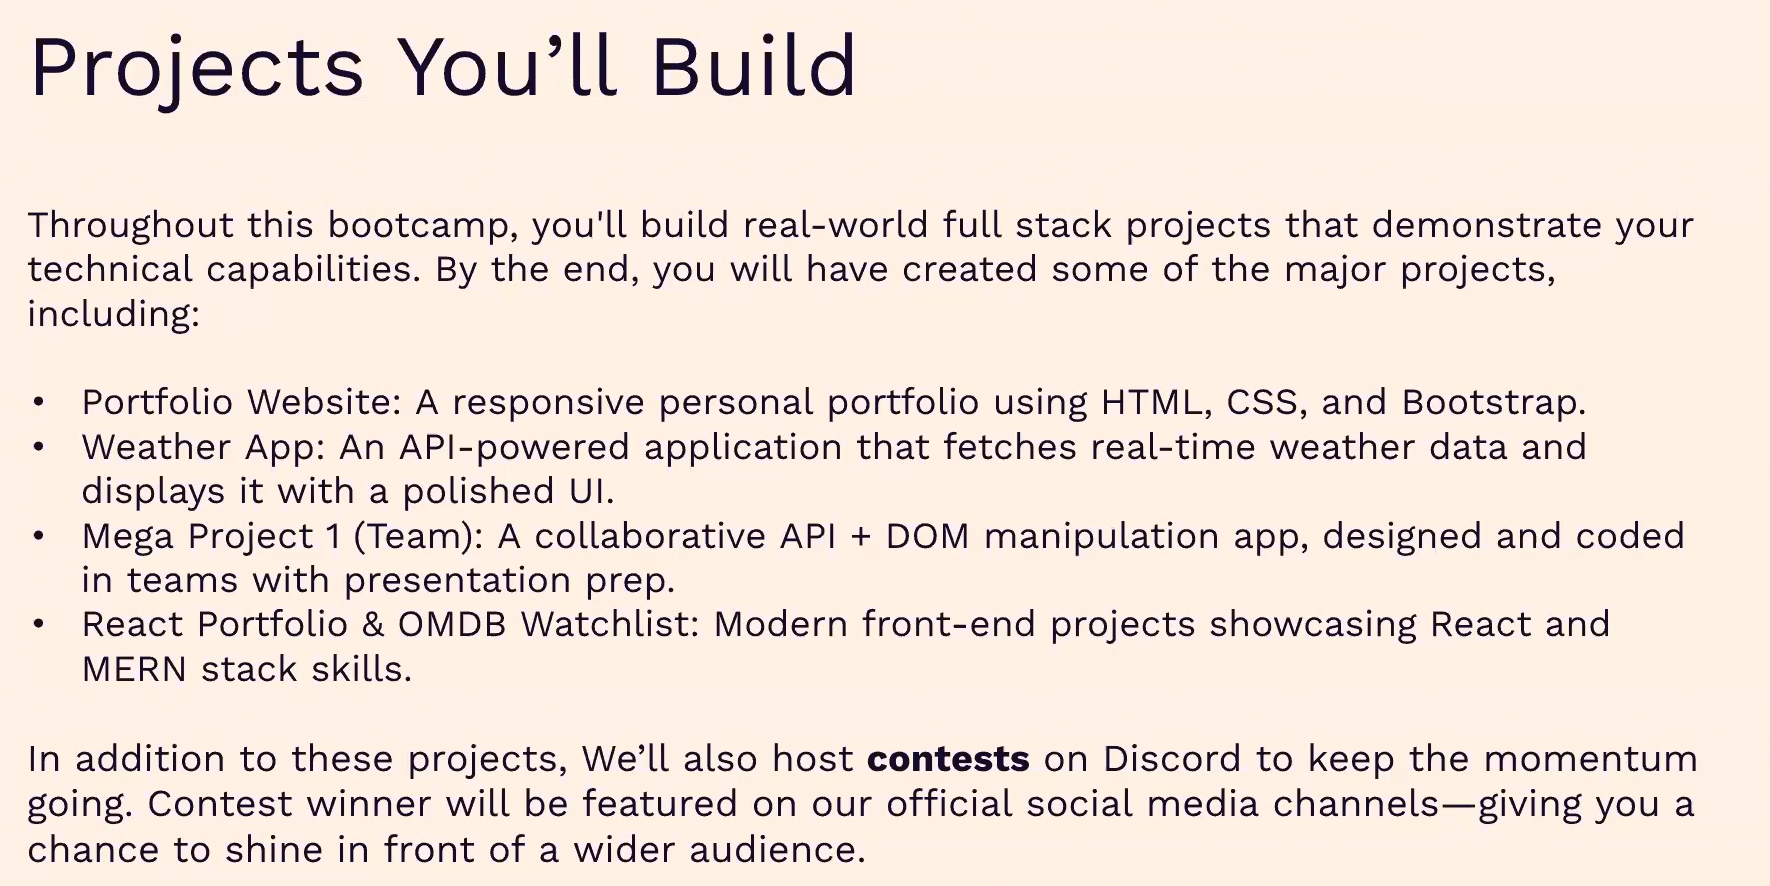 Projects You’ll Build
Throughout this bootcamp, you'll build real-world full stack projects that demonstrate your
technical capabilities. By the end, you will have created some of the major projects,
including:
• Portfolio Website: A responsive personal portfolio using HTML, CSS, and Bootstrap.
• Weather App: An API-powered application that fetches real-time weather data and
displays it with a polished UI.
• Mega Project 1 (Team): A collaborative API + DOM manipulation app, designed and coded
in teams with presentation prep.
• React Portfolio & OMDB Watchlist: Modern front-end projects showcasing React and
MERN stack skills.
In addition to these projects, We’ll also host contests on Discord to keep the momentum
going. Contest winner will be featured on our official social media channels—giving you a
chance to shine in front of a wider audience.